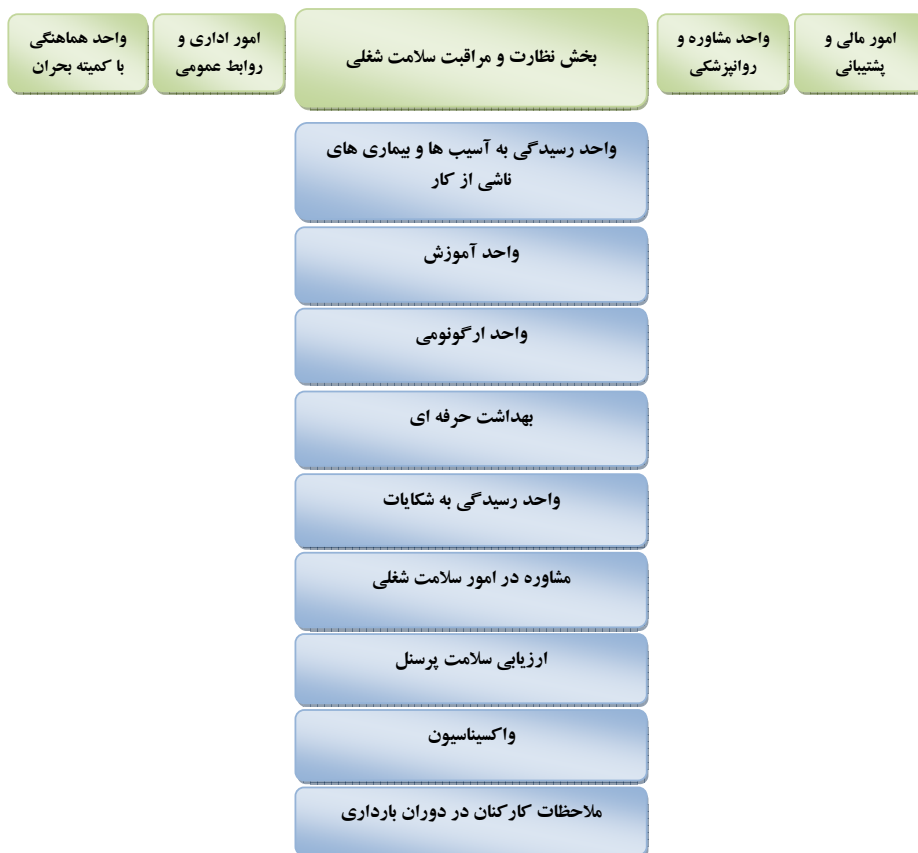 امور مالی و
پشتیبانی
واحد مشاوره و
روانپزشکی
بخش نظارت و مراقبت سلامت شغلی
امور اداری و
روابط عمومی
واحد هماهنگی
با کمیته بحران
واحد رسیدگی به آسیب ها و بیماری های
ناشی از کار
واحد آموزش
واحد ارگونومی
بهداشت حرفه ای
واحد رسیدگی به شکایات
مشاوره در امور سلامت شغلی
ارزیابی سلامت پرسنل
واکسیناسیون
ملاحظات کارکنان در دوران بارداری